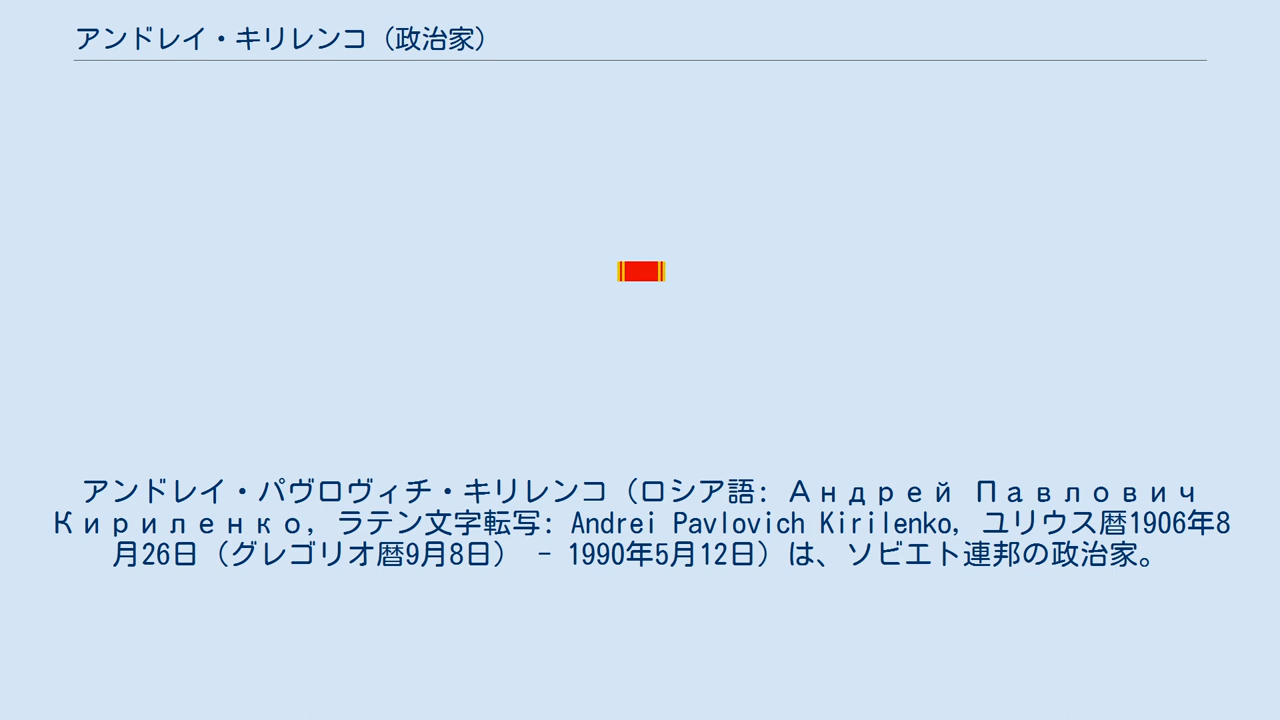 アンドレイ・キリレンコ（政治家）
アンドレイ・パヴロヴィチ・キリレンコ（ロシア語: Андрей Павлович
Кириленко, ラテン文字転写: Andrei Pavlovich Kirilenko, ユリウス暦1906年8
月26日（グレゴリオ暦9月8日） - 1990年5月12日）は、ソビエト連邦の政治家。